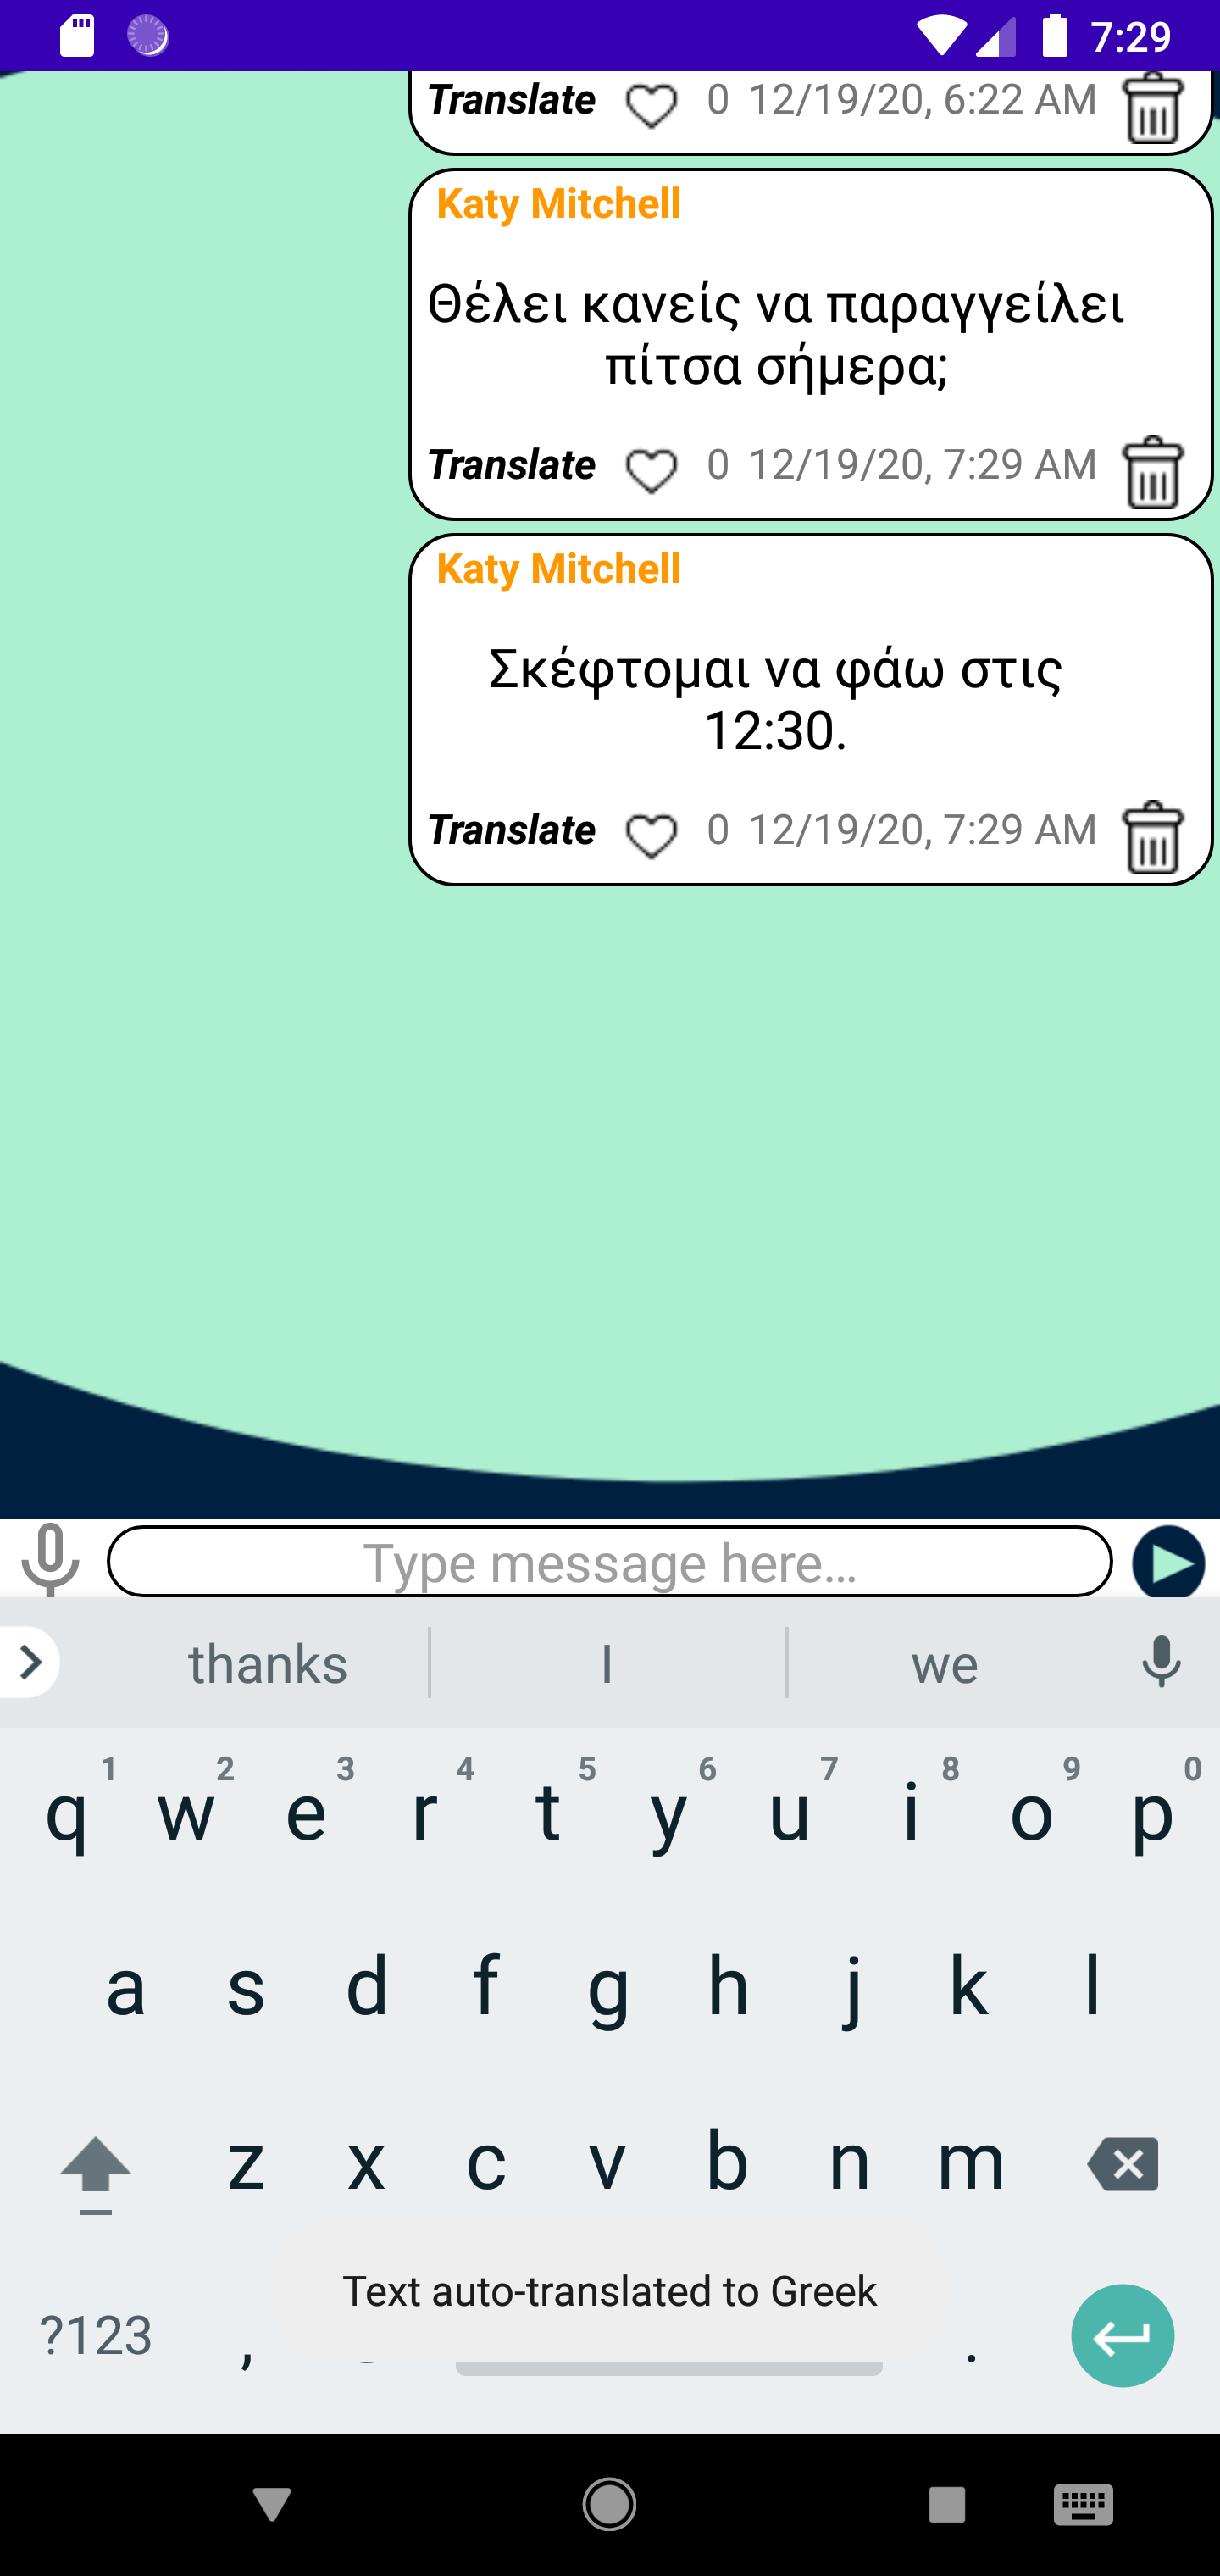 7:29
Translate 0 12/19/20, 6:22 AM
Katy Mitchell
Θέλει κανείς να παραγγείλει
πίτσα σήμερα;
Translate 0 12/19/20, 7:29 AM
Katy Mitchell
Σκέφτομαι να φάω στις
12:30.
Translate 0 12/19/20, 7:29 AM
Type message here...
thanks I we
1 2 3 4 5 6 7 8 9 0
q w e r t y u i o p
a s d f g h j k l
z x c v b n m
Text auto-translated to Greek
?123 , .